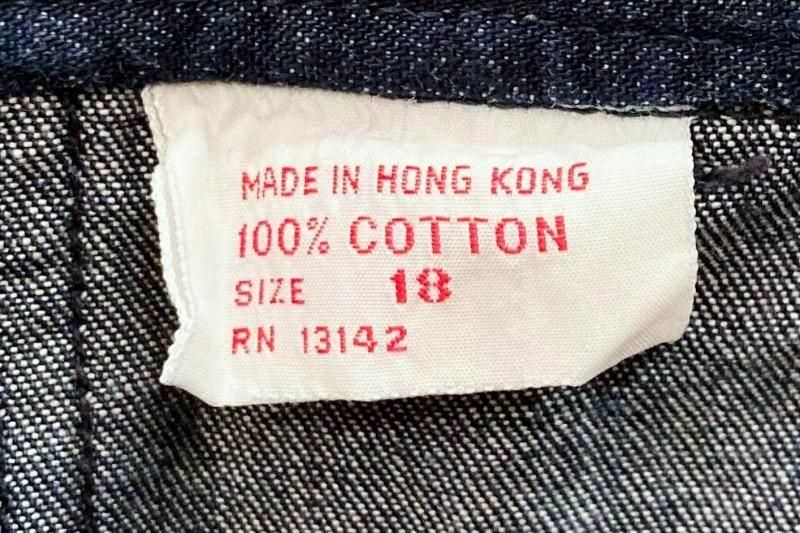 MADE IN HONG KONG
100% COTTON
SIZE 18
RN 13142